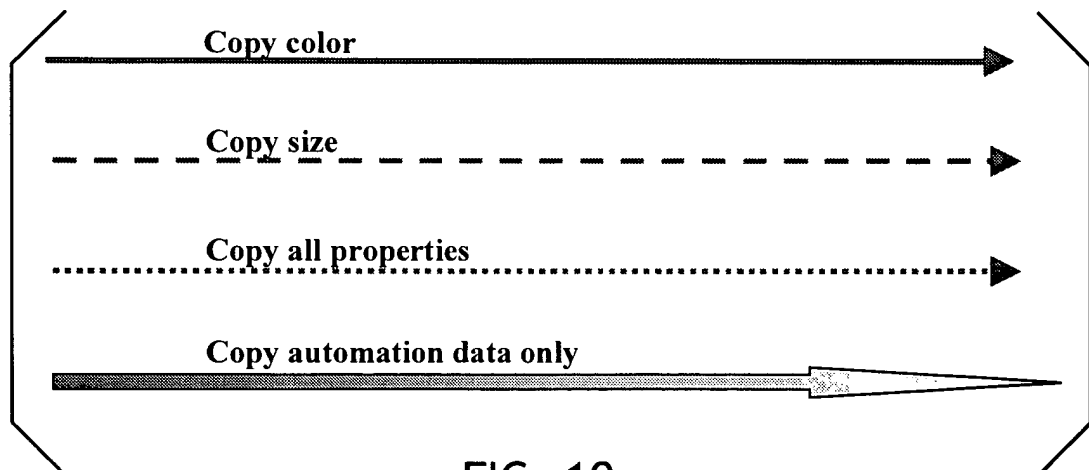 Copy color
Copy size
Copy all properties
Copy automation data only
FIG. 10